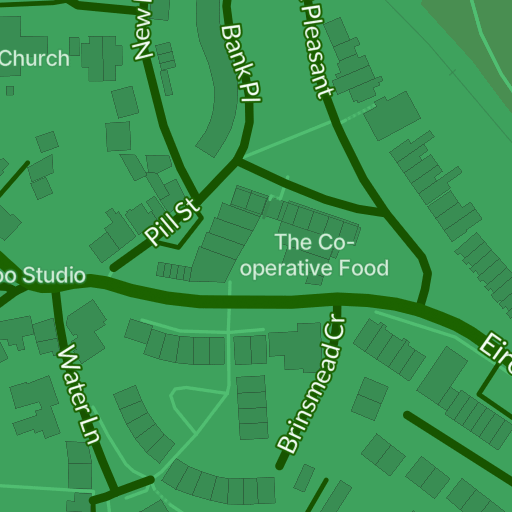 New
Pleasant
Bank Pl
Church
Pill St
The Co-
operative Food
oo Studio
Water Ln
Brinsmead Cr
Eir